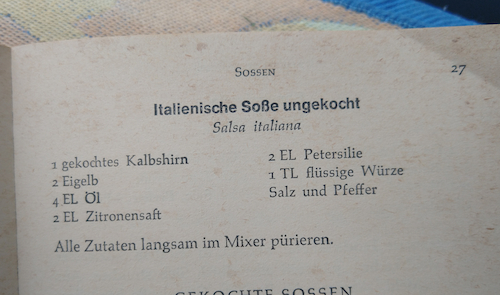 SOSSEN
27
Italienische Soße ungekocht
Salsa italiana
1 gekochtes Kalbshirn
2 Eigelb
4 EL Öl
2 EL Zitronensaft
2 EL Petersilie
1 TL flüssige Würze
Salz und Pfeffer
Alle Zutaten langsam im Mixer pürieren.
GEKOCHTE SOSSEN